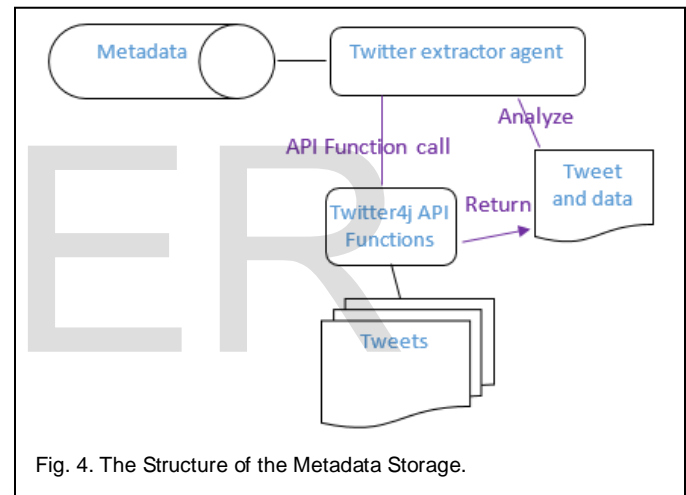 Metadata
Twitter extractor agent
Analyze
API Function call
Tweet
and data
Twitter4j API
Functions
Return
Tweets
ER
Fig. 4. The Structure of the Metadata Storage.